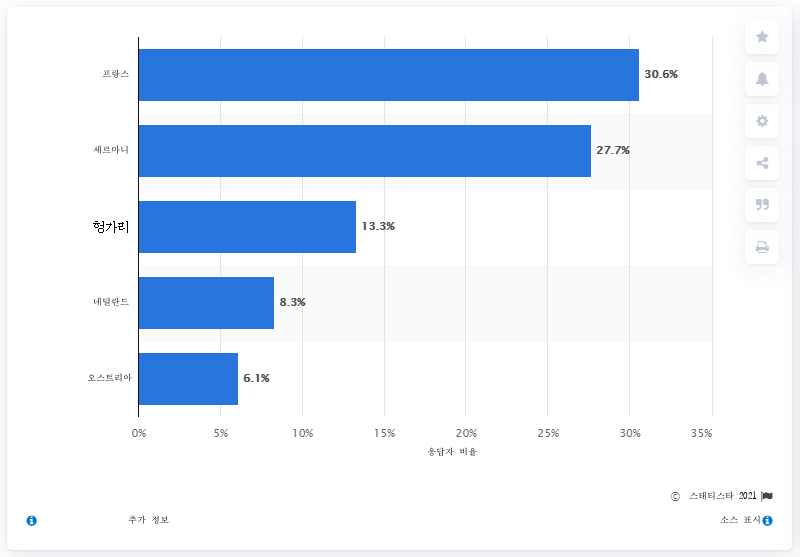 프랑스
30.6%
제르마니
27.7%
헝가리
13.3%
네덜란드
8.3%
오스트리아
6.1%
0% 5% 10% 15% 20% 25% 30% 35%
응답자 비율
© 스태티스타 2021
추가 정보
소스 표시